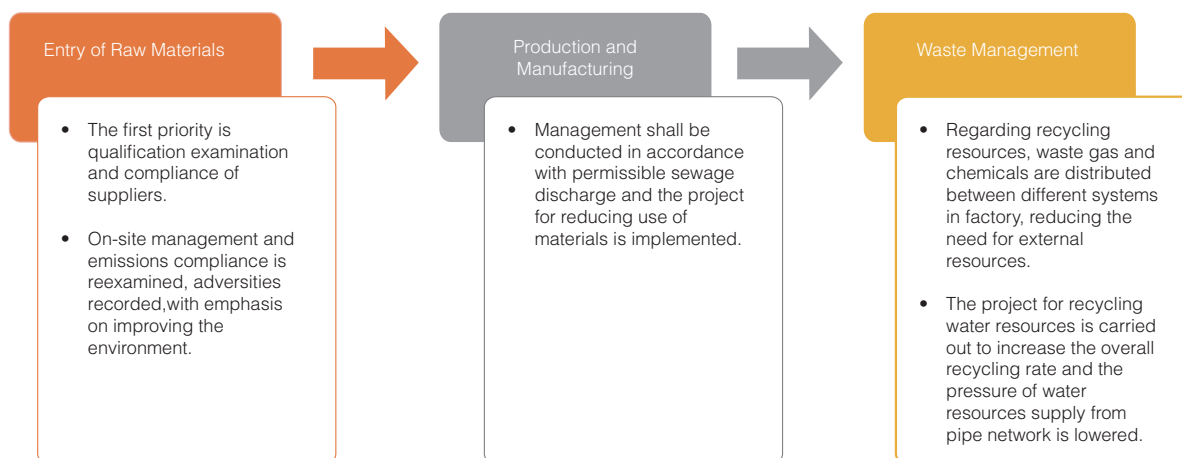 Entry of Raw Materials
• The first priority is
qualification examination
and compliance of
suppliers.
• On-site management and
emissions compliance is
reexamined, adversities
recorded,with emphasis
on improving the
environment.
Production and
Manufacturing
• Management shall be
conducted in accordance
with permissible sewage
discharge and the project
for reducing use of
materials is implemented.
Waste Management
• Regarding recycling
resources, waste gas and
chemicals are distributed
between different systems
in factory, reducing the
need for external
resources.
• The project for recycling
water resources is carried
out to increase the overall
recycling rate and the
pressure of water
resources supply from
pipe network is lowered.